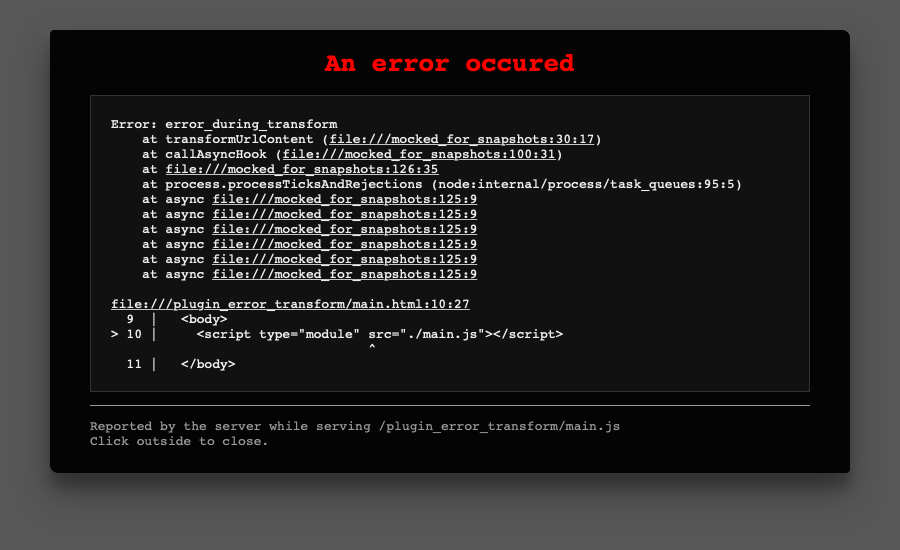 An error occured
Error: error_during_transform
    at transformUrlContent (file:///mocked_for_snapshots:30:17)
    at callAsyncHook (file:///mocked_for_snapshots:100:31)
    at file:///mocked_for_snapshots:126:35
    at process.processTicksAndRejections (node:internal/process/task_queues:95:5)
    at async file:///mocked_for_snapshots:125:9
    at async file:///mocked_for_snapshots:125:9
    at async file:///mocked_for_snapshots:125:9
    at async file:///mocked_for_snapshots:125:9
    at async file:///mocked_for_snapshots:125:9
    at async file:///mocked_for_snapshots:125:9
file:///plugin_error_transform/main.html:10:27
  9  |   <body>
> 10 |     <script type="module" src="./main.js"></script>
                                 ^
  11 |   </body>
Reported by the server while serving /plugin_error_transform/main.js
Click outside to close.